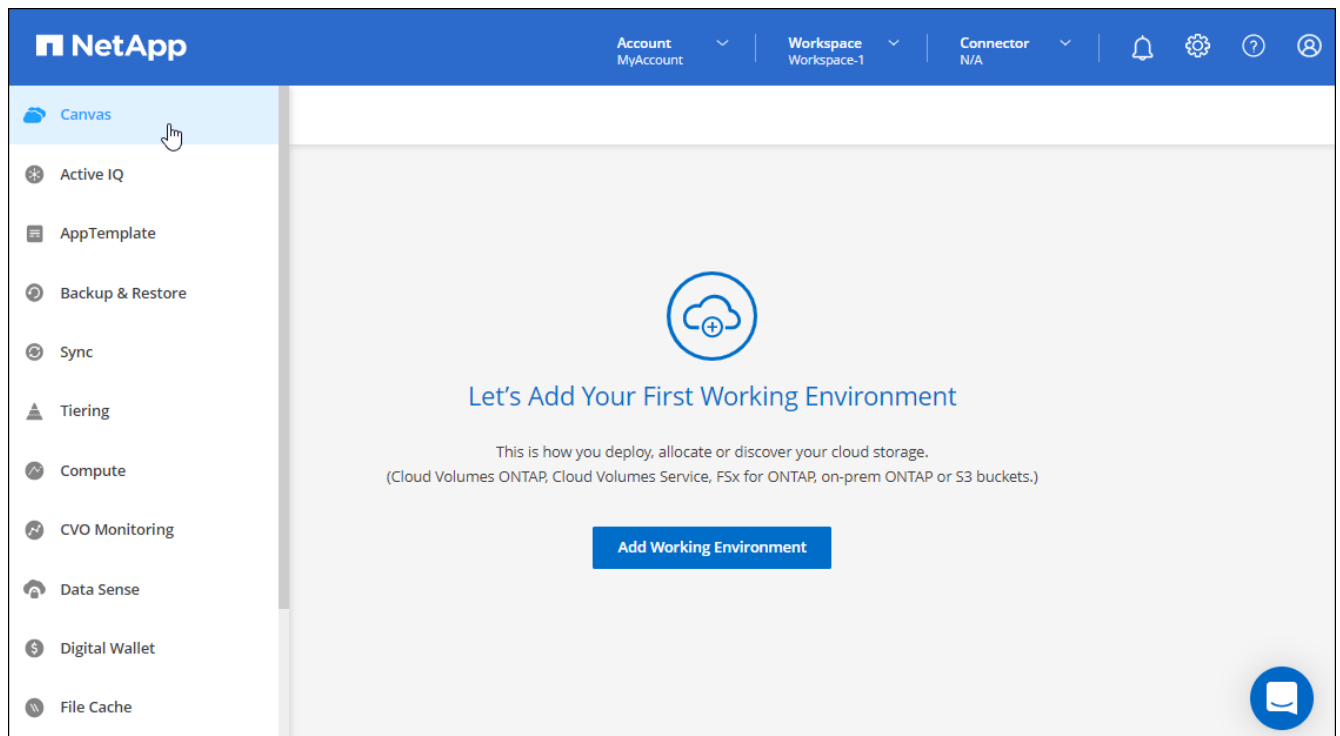 NetApp
Account
MyAccount
Workspace
Workspace-1
Connector
N/A
Canvas
Active IQ
AppTemplate
Backup & Restore
Sync
Tiering
Compute
CVO Monitoring
Data Sense
Digital Wallet
File Cache
Let's Add Your First Working Environment
This is how you deploy, allocate or discover your cloud storage.
(Cloud Volumes ONTAP, Cloud Volumes Service, FSx for ONTAP, on-prem ONTAP or S3 buckets.)
Add Working Environment